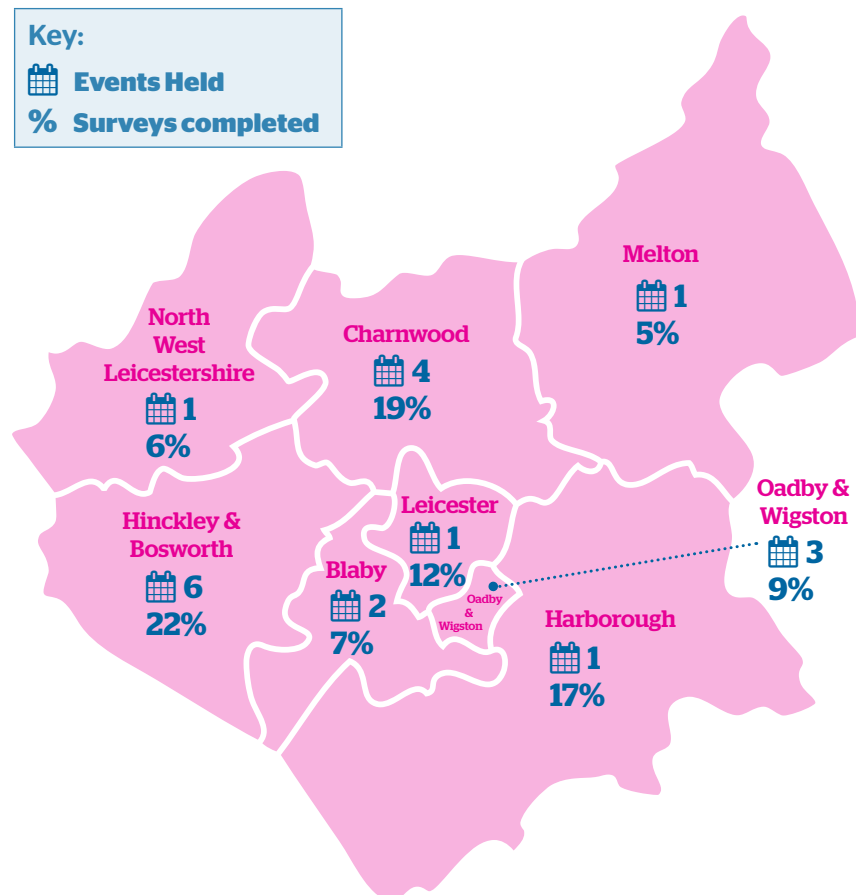 Key:
Events Held
% Surveys completed
Melton
1
5%
North
West
Leicestershire
1
6%
Charnwood
4
19%
Hinckley &
Bosworth
6
22%
Blaby
2
7%
Leicester
1
12%
Oadby
&
Wigston
Oadby &
Wigston
3
9%
Harborough
1
17%